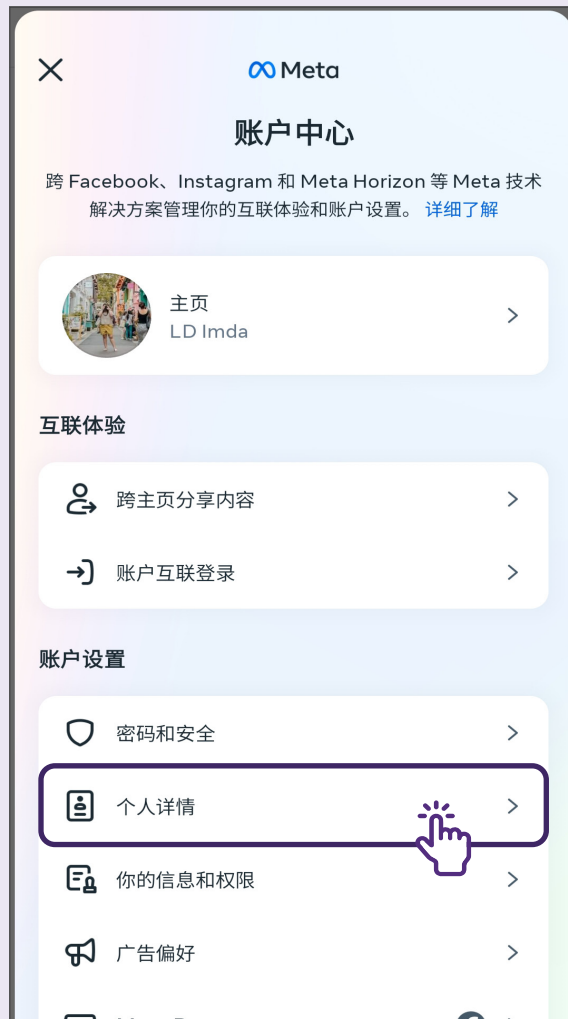 Meta
账户中心
跨 Facebook、Instagram 和 Meta Horizon 等 Meta 技术
解决方案管理你的互联体验和账户设置。 详细了解
主页
LD Imda
互联体验
跨主页分享内容
账户互联登录
账户设置
密码和安全
个人详情
你的信息和权限
广告偏好